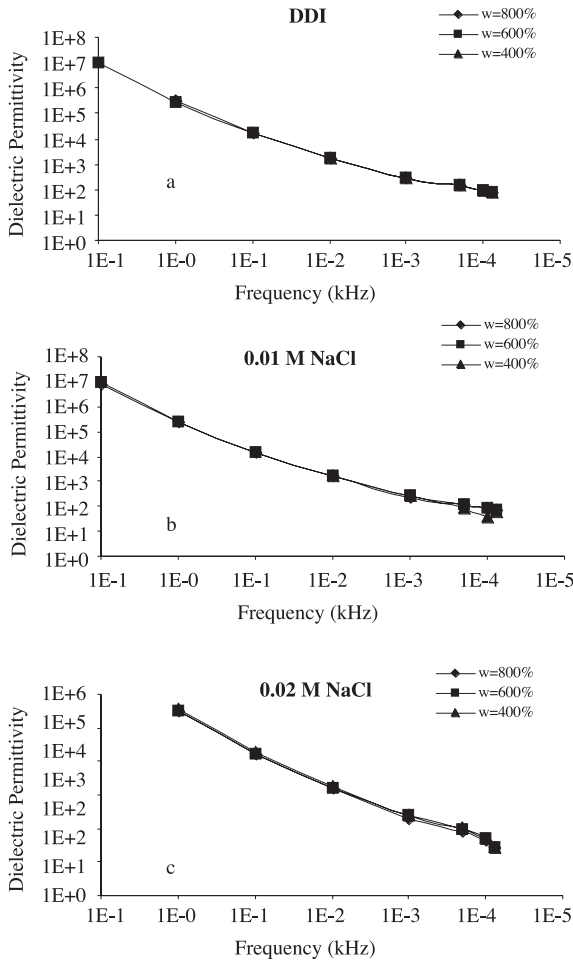 DDI
w=800%
w=600%
w=400%
Dielectric Permittivity
1E+8
1E+7
1E+6
1E+5
1E+4
1E+3
1E+2
1E+1
1E+0
a
1E-1 1E-0 1E-1 1E-2 1E-3 1E-4 1E-5
Frequency (kHz)
0.01 M NaCl
w=800%
w=600%
w=400%
Dielectric Permittivity
1E+8
1E+7
1E+6
1E+5
1E+4
1E+3
1E+2
1E+1
1E+0
b
1E-1 1E-0 1E-1 1E-2 1E-3 1E-4 1E-5
Frequency (kHz)
0.02 M NaCl
w=800%
w=600%
w=400%
Dielectric Permittivity
1E+6
1E+5
1E+4
1E+3
1E+2
1E+1
1E+0
c
1E-1 1E-0 1E-1 1E-2 1E-3 1E-4 1E-5
Frequency (kHz)